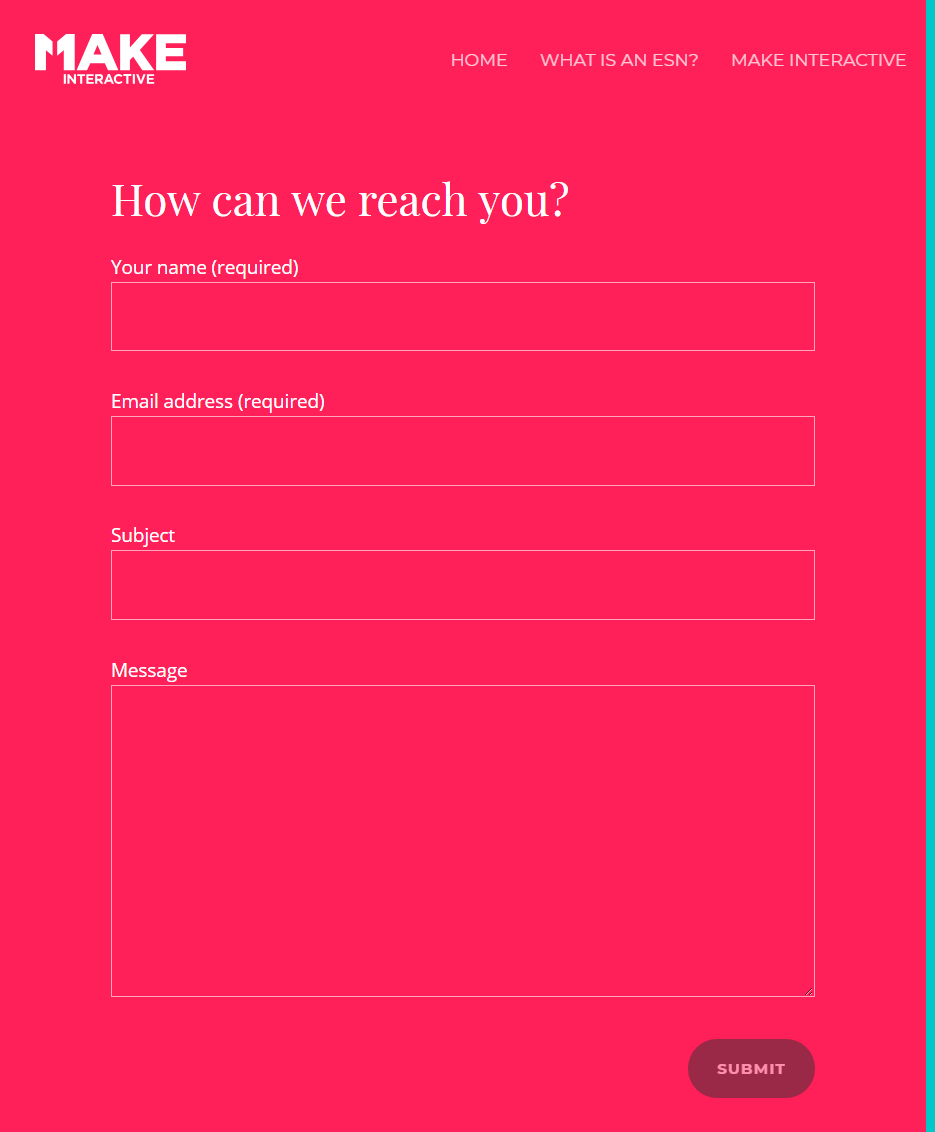 MAKE
INTERACTIVE
HOME WHAT IS AN ESN? MAKE INTERACTIVE
How can we reach you?
Your name (required)
Email address (required)
Subject
Message
SUBMIT